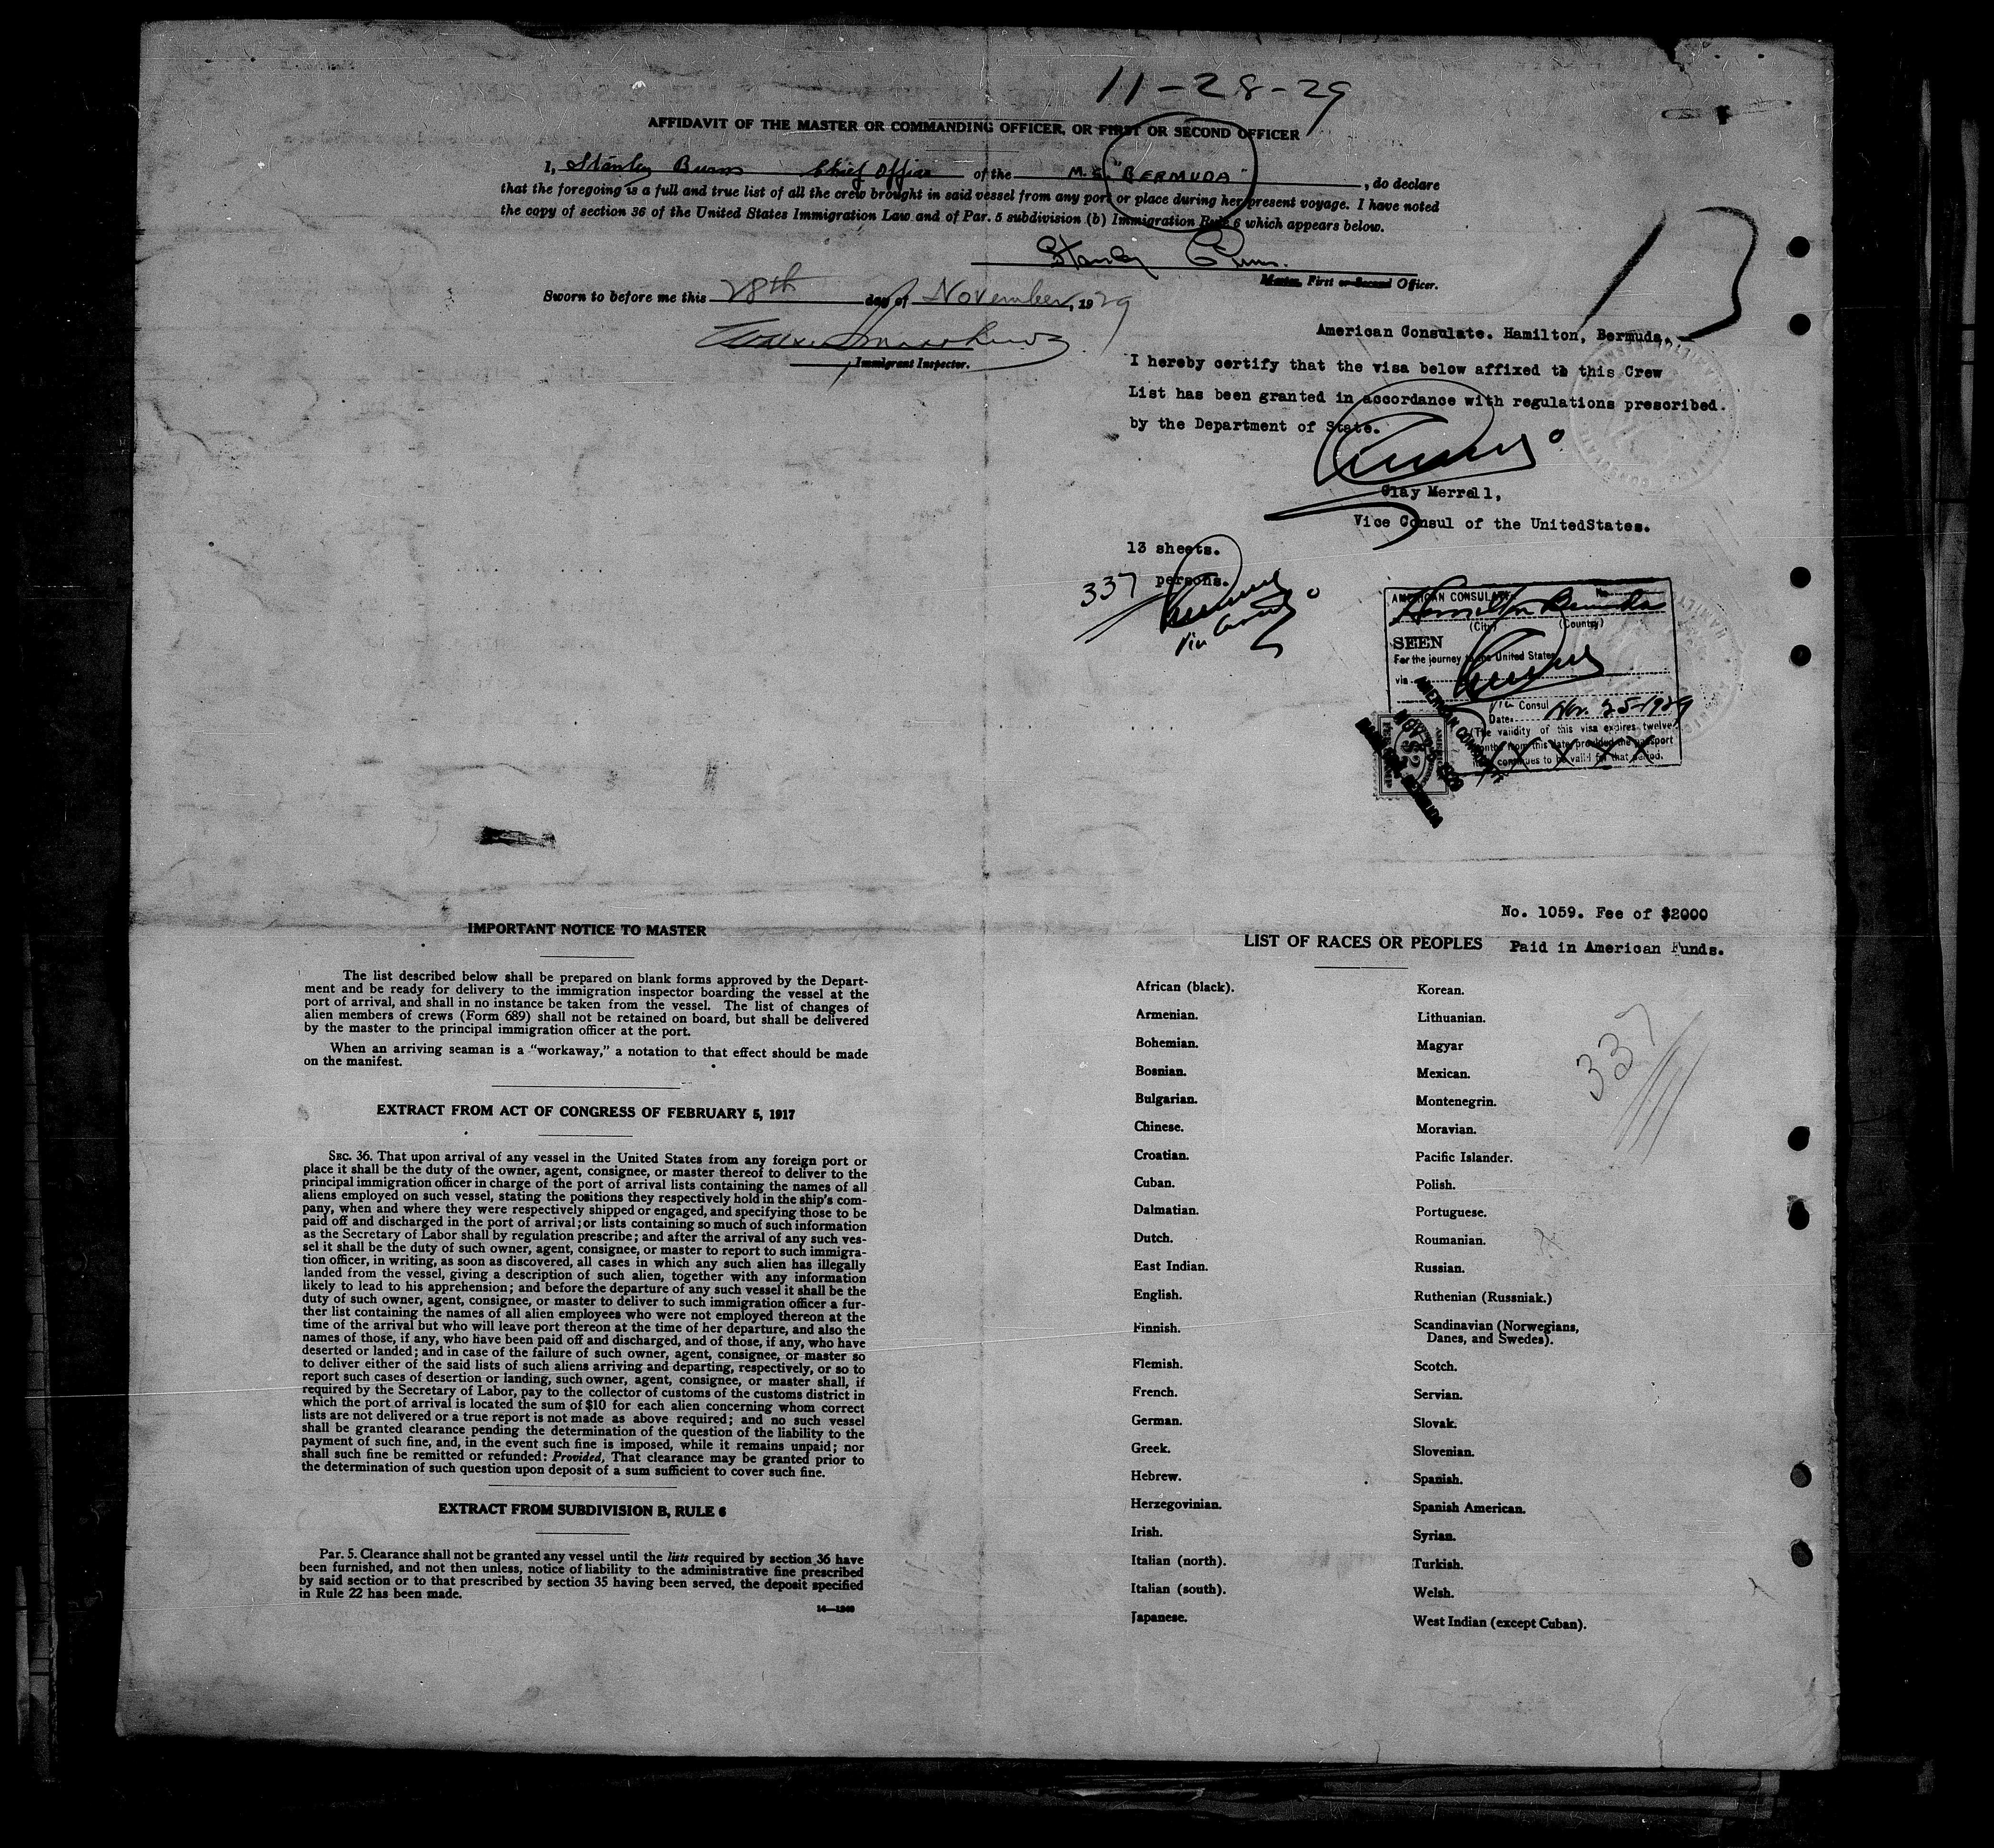 11-28-29
AFFIDAVIT OF THE MASTER OR COMMANDING OFFICER, OR FIRST OR SECOND OFFICER
I, Stanley Burns Chief Officer of the M.S. "BERMUDA", do declare
that the foregoing is a full and true list of all the crew brought in said vessel from any port or place during her present voyage. I have noted
the copy of section 36 of the United States Immigration Law and of Par. 5 subdivision (b) Immigration Rule 6 which appears below.
Stanley Burns.
Master, First or Second Officer.
Sworn to before me this 28th day of November, 1929
Immigrant Inspector.
13
American Consulate. Hamilton, Bermuda.
I hereby certify that the visa below affixed to this Crew
List has been granted in accordance with regulations prescribed.
by the Department of State.
Clay Merrell,
Vice Consul of the UnitedStates.
13 sheets.
337 persons.
AMERICAN CONSULATE No.
Hamilton Bermuda
(City) (Country)
SEEN
For the journey to the United States
via
Consul
Date: Nov. 25-1929
(The validity of this visa expires twelve
months from this date, provided the passport
continues to be valid for that period.
No. 1059. Fee of $2000
Paid in American Funds.
IMPORTANT NOTICE TO MASTER
The list described below shall be prepared on blank forms approved by the Depart-
ment and be ready for delivery to the immigration inspector boarding the vessel at the
port of arrival, and shall in no instance be taken from the vessel. The list of changes of
alien members of crews (Form 689) shall not be retained on board, but shall be delivered
by the master to the principal immigration officer at the port.
When an arriving seaman is a "workaway," a notation to that effect should be made
on the manifest.
EXTRACT FROM ACT OF CONGRESS OF FEBRUARY 5, 1917
SEC. 36. That upon arrival of any vessel in the United States from any foreign port or
place it shall be the duty of the owner, agent, consignee, or master thereof to deliver to the
principal immigration officer in charge of the port of arrival lists containing the names of all
aliens employed on such vessel, stating the positions they respectively hold in the ship's com-
pany, when and where they were respectively shipped or engaged, and specifying those to be
paid off and discharged in the port of arrival; or lists containing so much of such information
as the Secretary of Labor shall by regulation prescribe; and after the arrival of any such ves-
sel it shall be the duty of such owner, agent, consignee, or master to report to such immigra-
tion officer, in writing, as soon as discovered, all cases in which any such alien has illegally
landed from the vessel, giving a description of such alien, together with any information
likely to lead to his apprehension; and before the departure of any such vessel it shall be the
duty of such owner, agent, consignee, or master to deliver to such immigration officer a fur-
ther list containing the names of all alien employees who were not employed thereon at the
time of the arrival but who will leave port thereon at the time of her departure, and also the
names of those, if any, who have been paid off and discharged, and of those, if any, who have
deserted or landed; and in case of the failure of such owner, agent, consignee, or master so
to deliver either of the said lists of such aliens arriving and departing, respectively, or so to
report such cases of desertion or landing, such owner, agent, consignee, or master shall, if
required by the Secretary of Labor, pay to the collector of customs of the customs district in
which the port of arrival is located the sum of $10 for each alien concerning whom correct
lists are not delivered or a true report is not made as above required; and no such vessel
shall be granted clearance pending the determination of the question of the liability to the
payment of such fine, and, in the event such fine is imposed, while it remains unpaid; nor
shall such fine be remitted or refunded: Provided, That clearance may be granted prior to
the determination of such question upon deposit of a sum sufficient to cover such fine.
EXTRACT FROM SUBDIVISION B, RULE 6
Par. 5. Clearance shall not be granted any vessel until the lists required by section 36 have
been furnished, and not then unless, notice of liability to the administrative fine prescribed
by said section or to that prescribed by section 35 having been served, the deposit specified
in Rule 22 has been made.
LIST OF RACES OR PEOPLES
African (black).
Armenian.
Bohemian.
Bosnian.
Bulgarian.
Chinese.
Croatian.
Cuban.
Dalmatian.
Dutch.
East Indian.
English.
Finnish.
Flemish.
French.
German.
Greek.
Hebrew.
Herzegovinian.
Irish.
Italian (north).
Italian (south).
Japanese.
Korean.
Lithuanian.
Magyar
Mexican.
Montenegrin.
Moravian.
Pacific Islander.
Polish.
Portuguese.
Roumanian.
Russian.
Ruthenian (Russniak.)
Scandinavian (Norwegians,
Danes, and Swedes).
Scotch.
Servian.
Slovak.
Slovenian.
Spanish.
Spanish American.
Syrian.
Turkish.
Welsh.
West Indian (except Cuban).
337